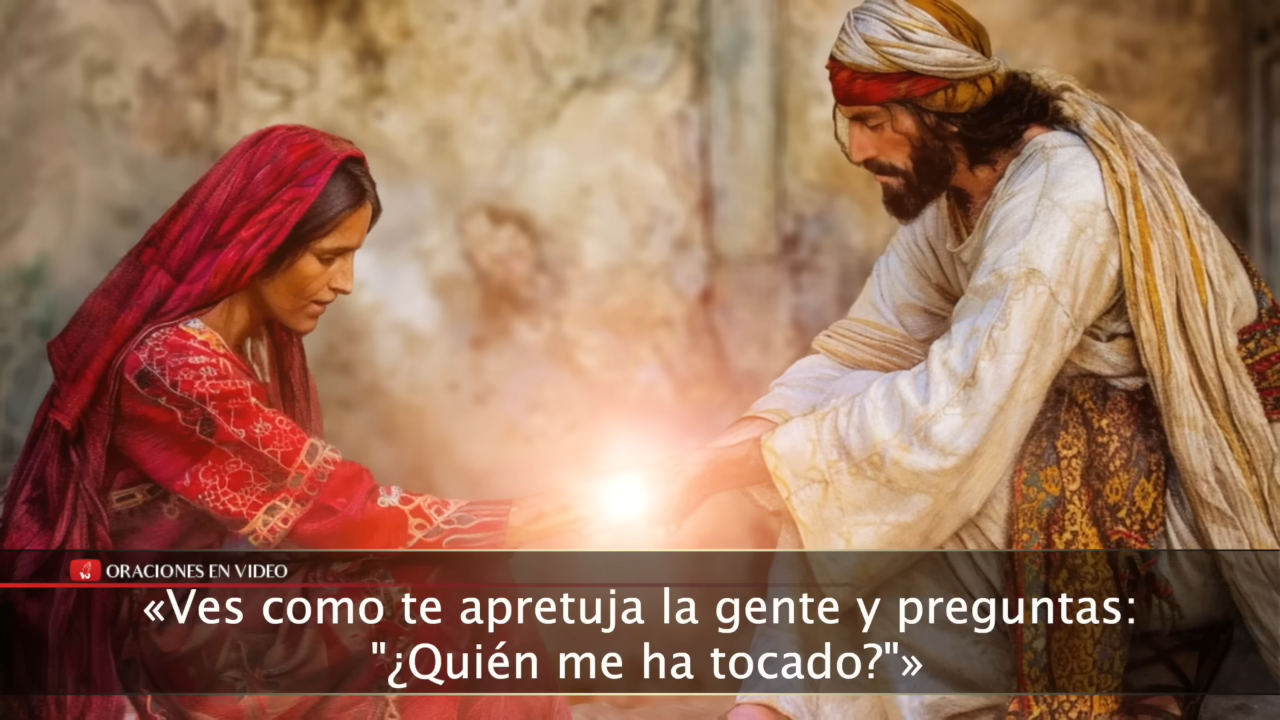 ORACIONES EN VIDEO
«Ves como te apretuja la gente y preguntas:
"¿Quién me ha tocado?"»